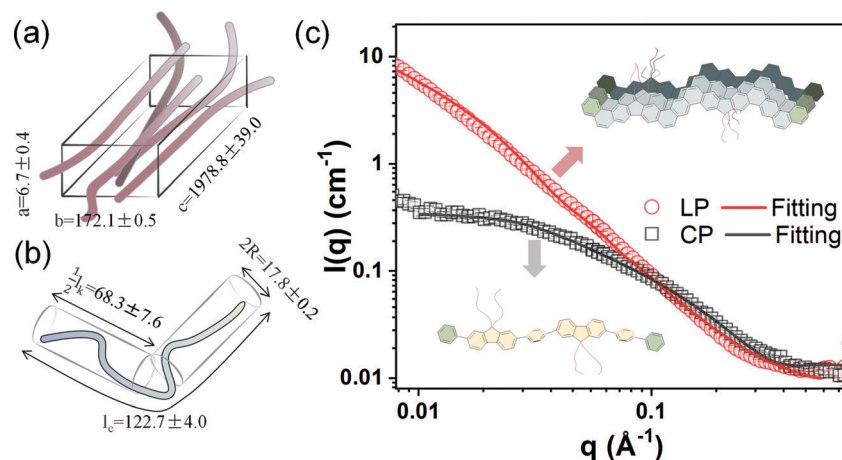 (a)
a=6.7±0.4
b=172.1±0.5
c=1978.8±39.0
(b)
½lₖ=68.3±7.6
2R=17.8±0.2
l_c=122.7±4.0
(c)
I(q) (cm⁻¹)
10
1
0.1
0.01
LP Fitting
CP Fitting
0.01 0.1
q (Å⁻¹)